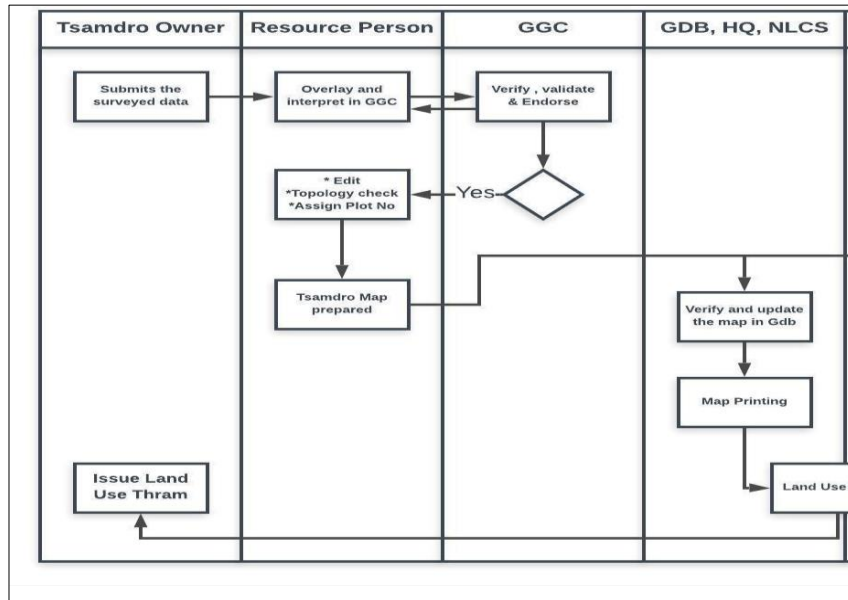 Tsamdro Owner
Resource Person
GGC
GDB, HQ, NLCS
Submits the
surveyed data
Overlay and
interpret in GGC
Verify , validate
& Endorse
* Edit
*Topology check
*Assign Plot No
Yes
Tsamdro Map
prepared
Verify and update
the map in Gdb
Map Printing
Issue Land
Use Thram
Land Use